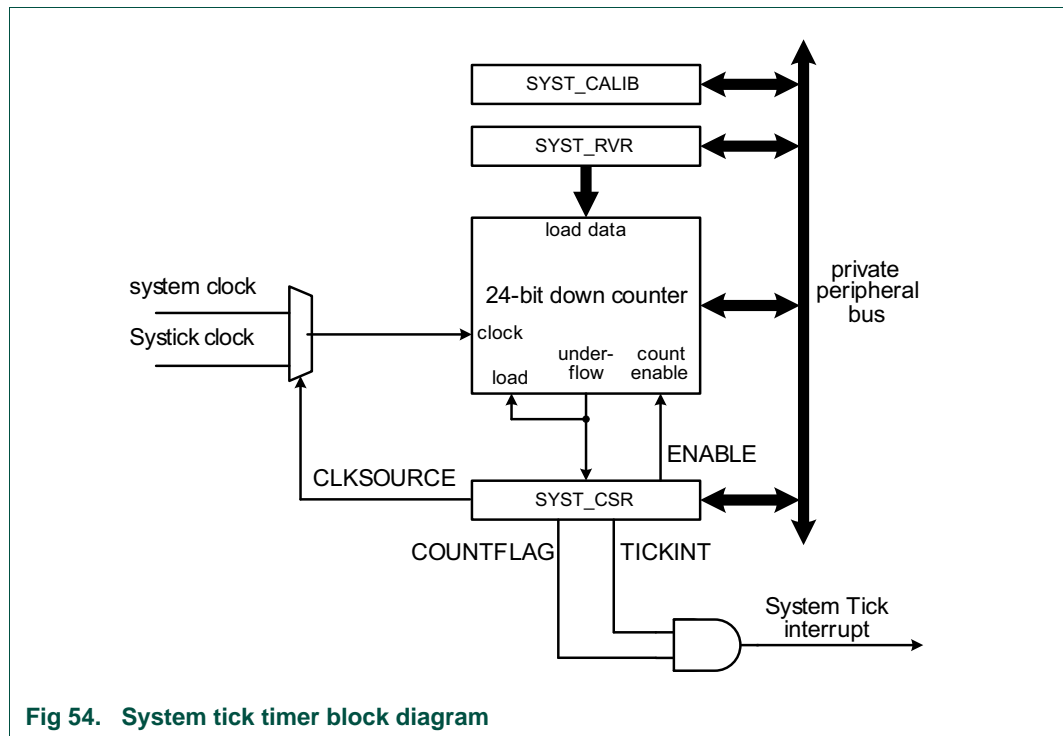 SYST_CALIB
SYST_RVR
load data
system clock
24-bit down counter
private
peripheral
bus
Systick clock
clock
under-
flow
count
enable
load
ENABLE
CLKSOURCE
SYST_CSR
COUNTFLAG
TICKINT
System Tick
interrupt
Fig 54. System tick timer block diagram